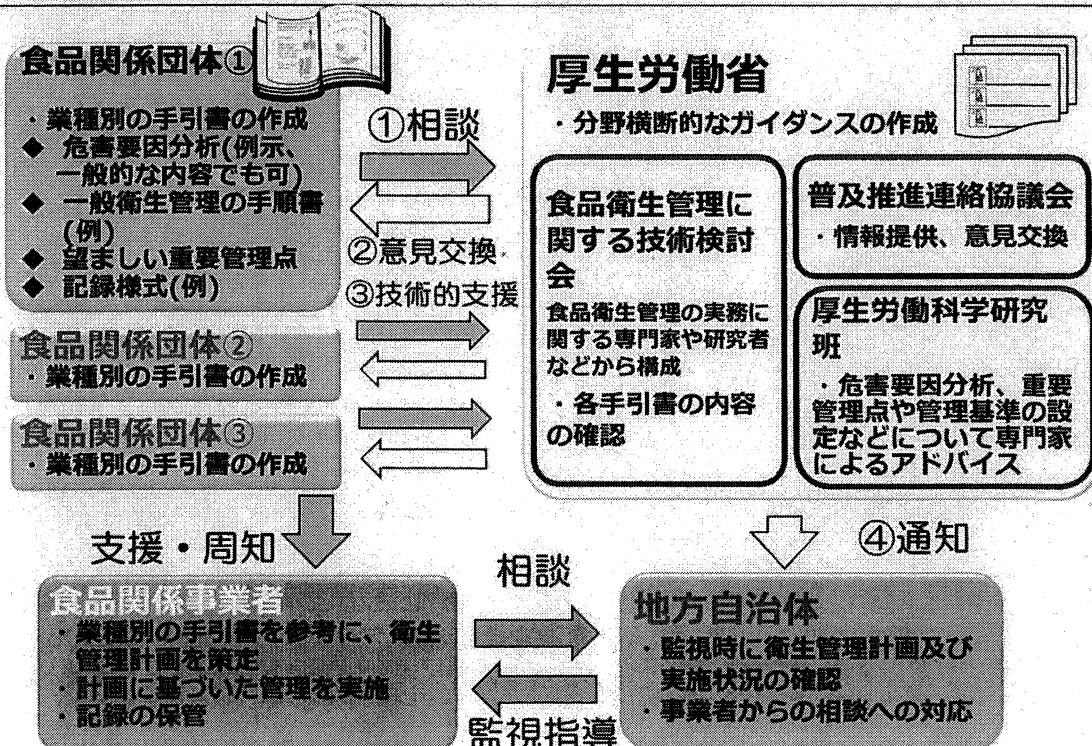 食品関係団体①
・業種別の手引書の作成
◆ 危害要因分析(例示、
一般的な内容でも可)
◆ 一般衛生管理の手順書
(例)
◆ 望ましい重要管理点
◆ 記録様式(例)
食品関係団体②
・業種別の手引書の作成
食品関係団体③
・業種別の手引書の作成
①相談
②意見交換
③技術的支援
厚生労働省
・分野横断的なガイダンスの作成
食品衛生管理に
関する技術検討
会
食品衛生管理の実務に
関する専門家や研究者
などから構成
・各手引書の内容
の確認
普及推進連絡協議会
・情報提供、意見交換
厚生労働科学研究
班
・危害要因分析、重要
管理点や管理基準の設
定などについて専門家
によるアドバイス
支援・周知
④通知
食品関係事業者
・業種別の手引書を参考に、衛生
管理計画を策定
・計画に基づいた管理を実施
・記録の保管
相談
監視指導
地方自治体
・監視時に衛生管理計画及び
実施状況の確認
・事業者からの相談への対応